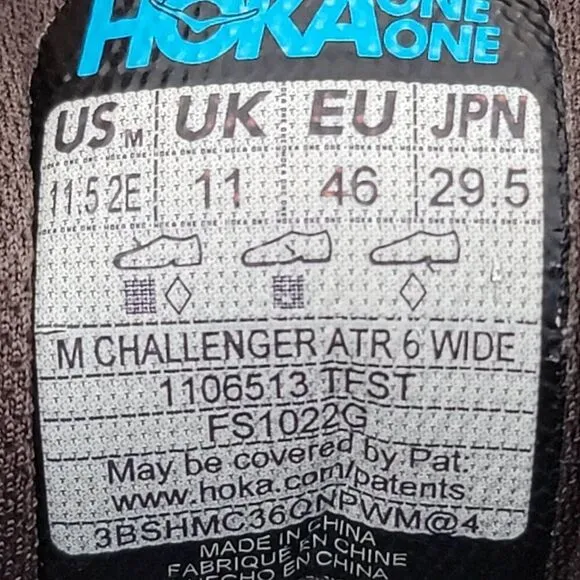 HOKA ONE
ONE
US M UK EU JPN
11.5 2E 11 46 29.5
M CHALLENGER ATR 6 WIDE
1106513 TFST
FS1022G
May be covered by Pat:
www.hoka.com/patents
3BSHMC36QNPWM@4
MADE IN CHINA
FABRIQUÉ EN CHINE
HECHO EN CHINA